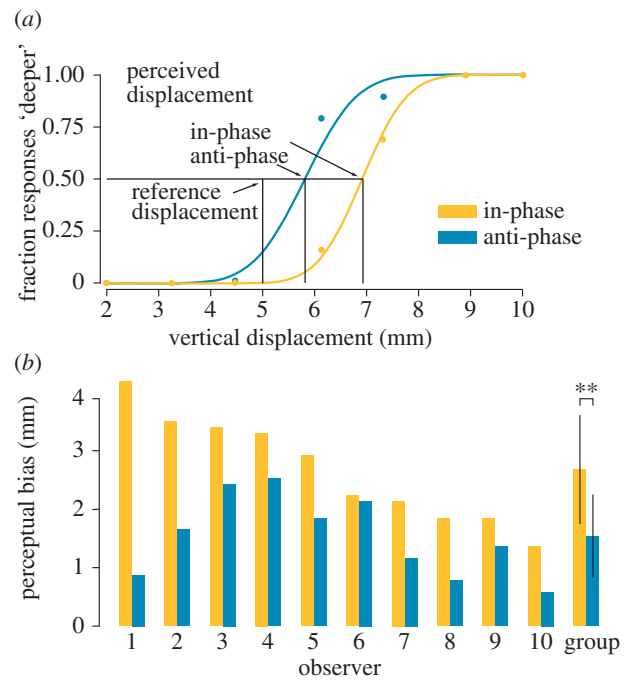 (a)
fraction responses ‘deeper’
1.00
0.75
0.50
0.25
0
perceived
displacement
in-phase
anti-phase
reference
displacement
in-phase
anti-phase
2 3 4 5 6 7 8 9 10
vertical displacement (mm)
(b)
perceptual bias (mm)
4
3
2
1
0
**
1 2 3 4 5 6 7 8 9 10 group
observer